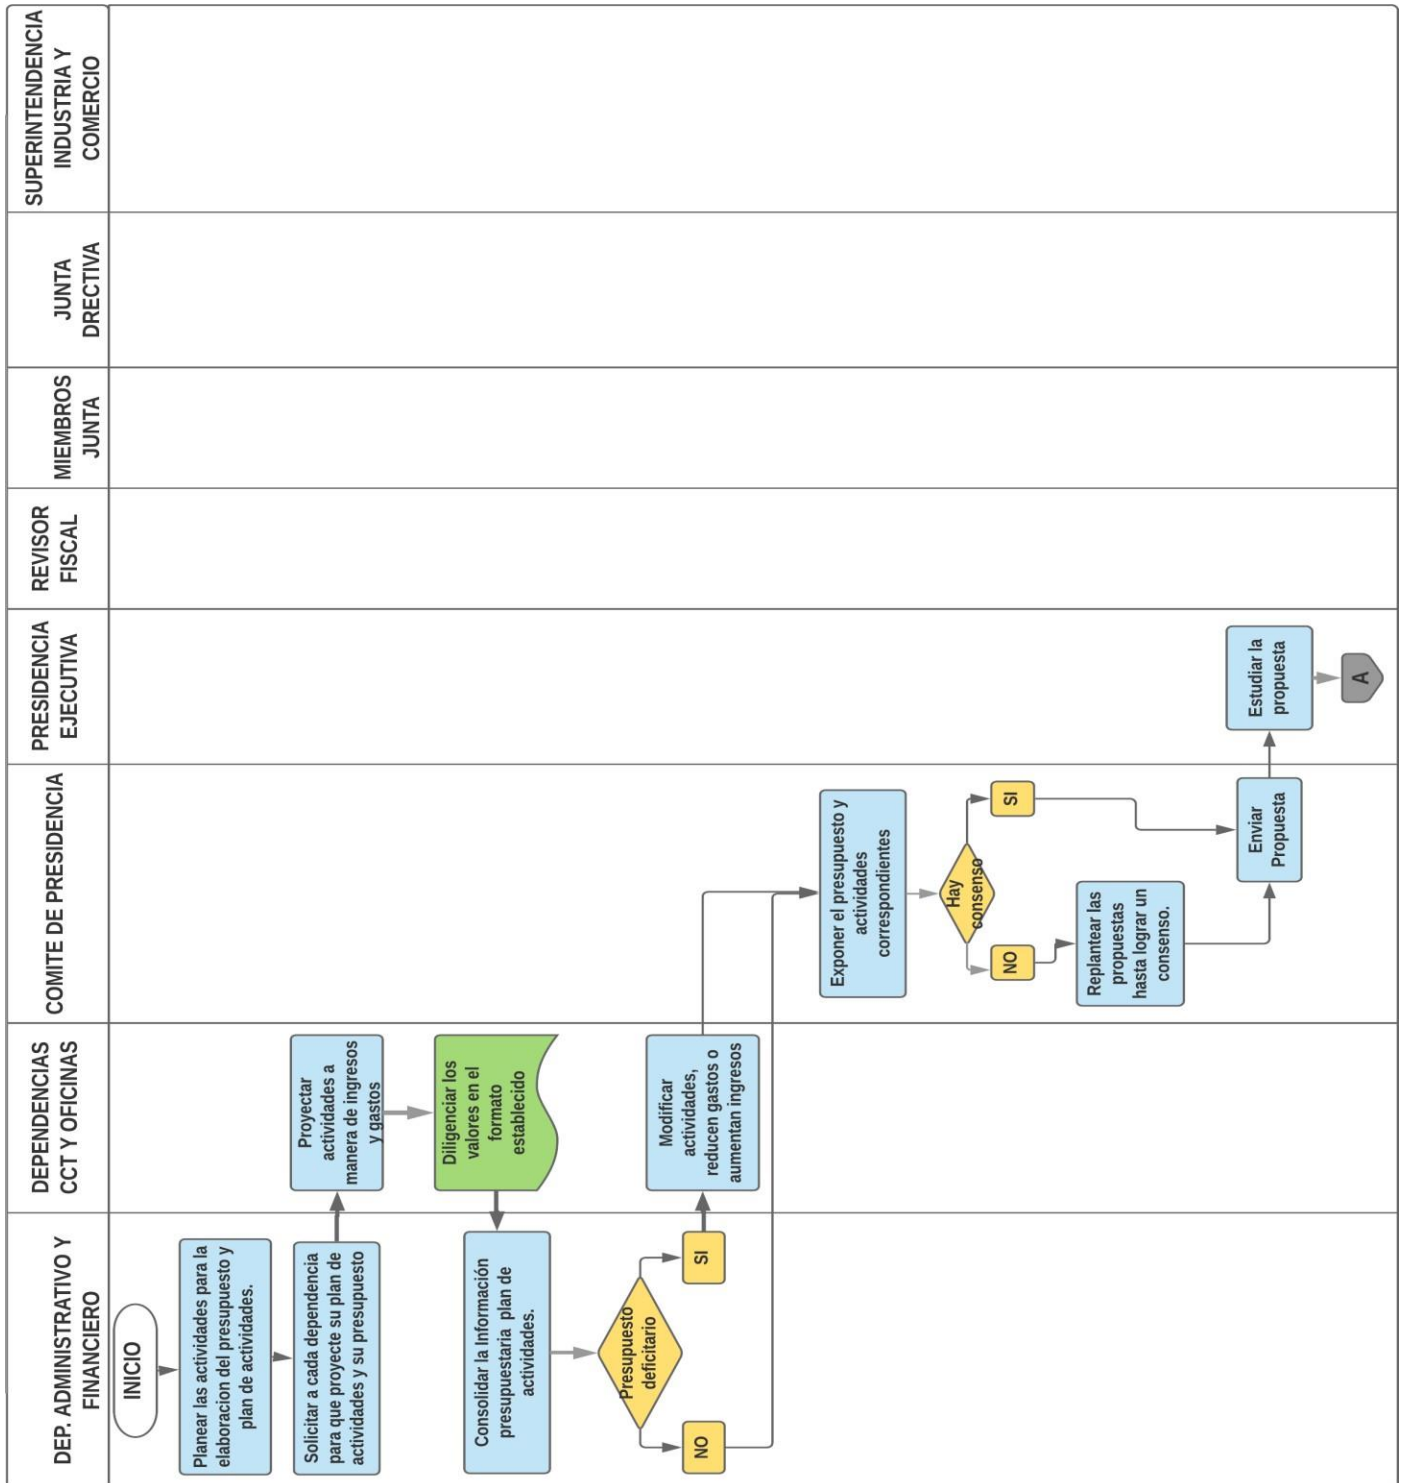 DEP. ADMINISTRATIVO Y
FINANCIERO
DEPENDENCIAS
CCT Y OFICINAS
COMITE DE PRESIDENCIA
PRESIDENCIA
EJECUTIVA
REVISOR
FISCAL
MIEMBROS
JUNTA
JUNTA
DRECTIVA
SUPERINTENDENCIA
INDUSTRIA Y
COMERCIO
INICIO
Planear las actividades para la
elaboracion del presupuesto y
plan de actividades.
Solicitar a cada dependencia
para que proyecte su plan de
actividades y su presupuesto
Proyectar
actividades a
manera de ingresos
y gastos
Diligenciar los
valores en el
formato
establecido
Consolidar la Información
presupuestaria plan de
actividades.
Presupuesto
deficitario
NO
SI
Modificar
actividades,
reducen gastos o
aumentan ingresos
Exponer el presupuesto y
actividades
correspondientes
Hay
consenso
NO
SI
Replantear las
propuestas
hasta lograr un
consenso.
Enviar
Propuesta
Estudiar la
propuesta
A